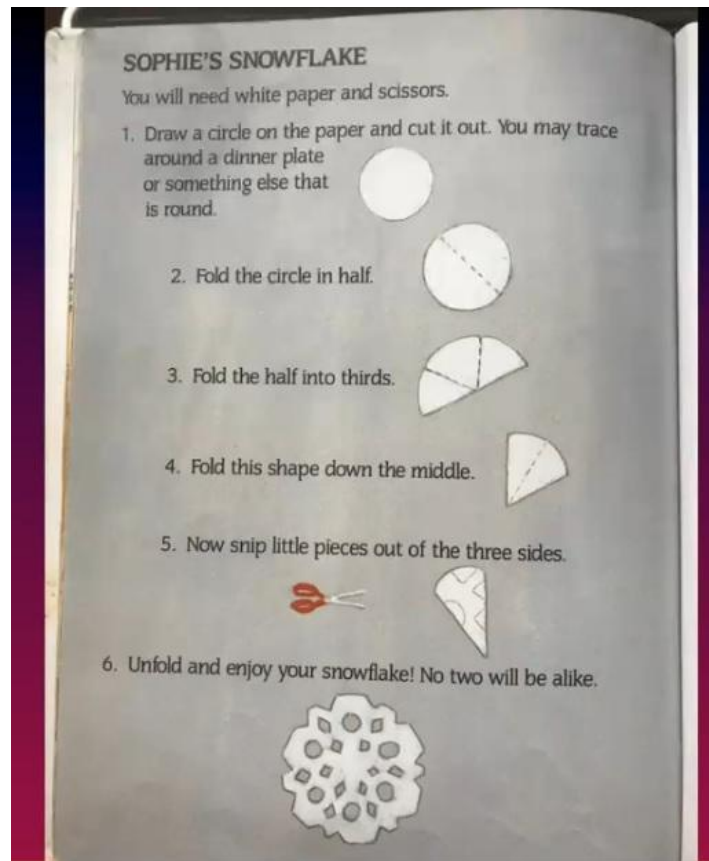 SOPHIE'S SNOWFLAKE
You will need white paper and scissors.
1. Draw a circle on the paper and cut it out. You may trace
around a dinner plate
or something else that
is round.
2. Fold the circle in half.
3. Fold the half into thirds.
4. Fold this shape down the middle.
5. Now snip little pieces out of the three sides.
6. Unfold and enjoy your snowflake! No two will be alike.